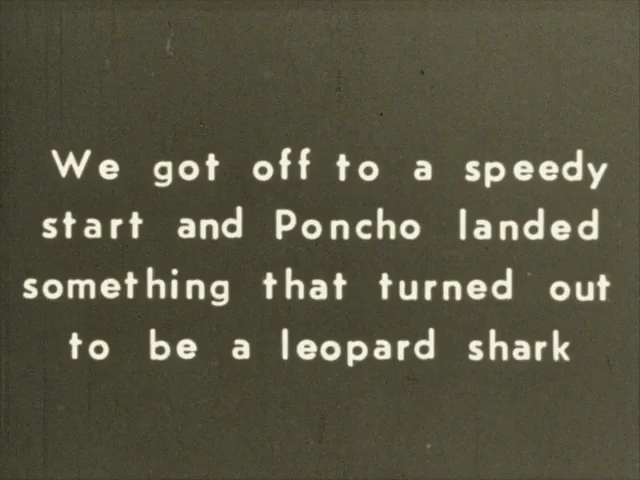 We got off to a speedy
start and Poncho landed
something that turned out
to be a leopard shark